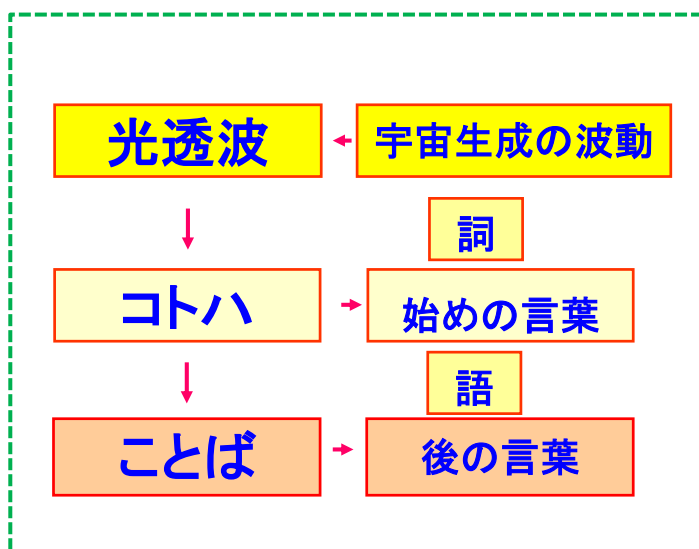 光透波
宇宙生成の波動
詞
コトハ
始めの言葉
語
ことば
後の言葉